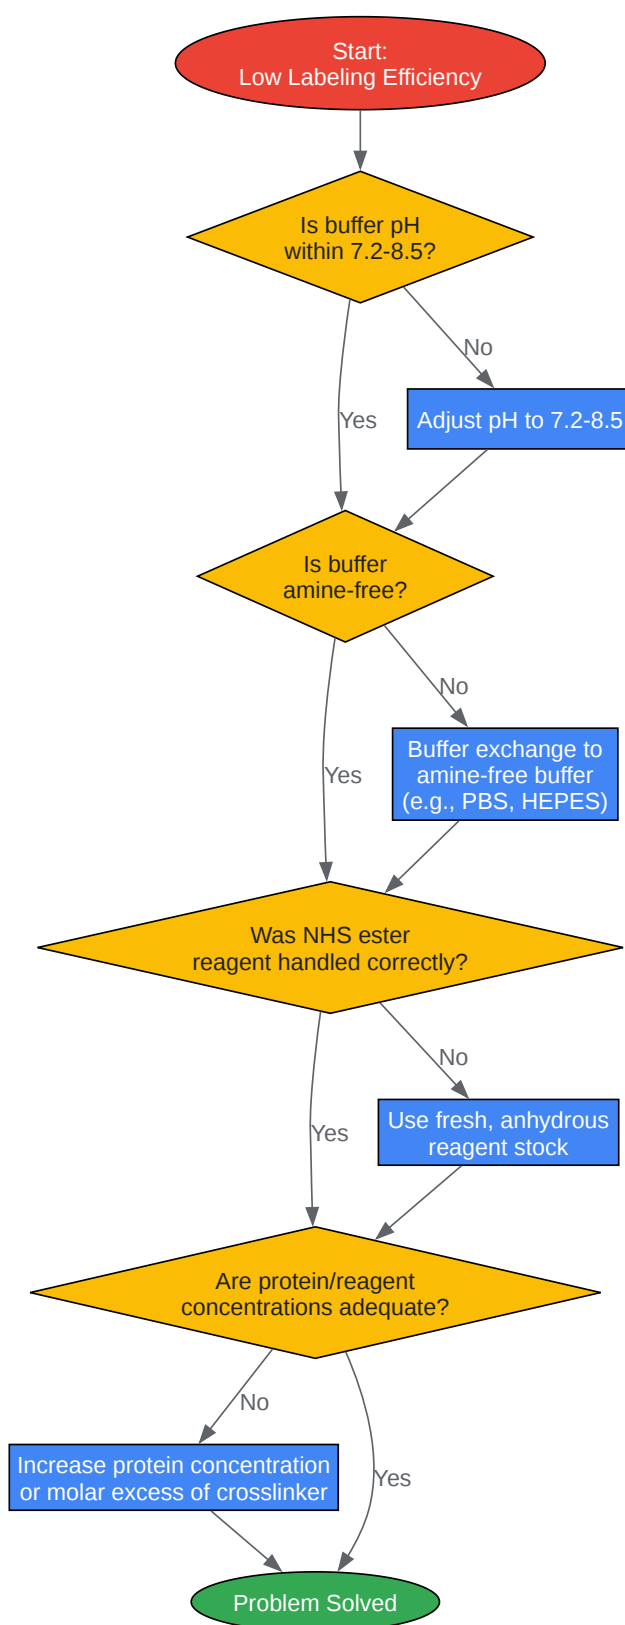 Start:
Low Labeling Efficiency
Is buffer pH
within 7.2-8.5?
No
Yes
Adjust pH to 7.2-8.5
Is buffer
amine-free?
No
Yes
Buffer exchange to
amine-free buffer
(e.g., PBS, HEPES)
Was NHS ester
reagent handled correctly?
No
Yes
Use fresh, anhydrous
reagent stock
Are protein/reagent
concentrations adequate?
No
Yes
Increase protein concentration
or molar excess of crosslinker
Problem Solved